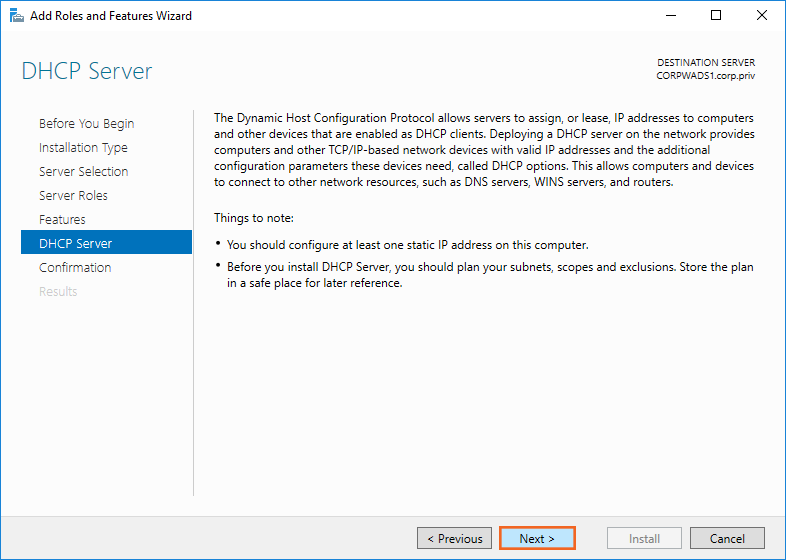 Add Roles and Features Wizard
DHCP Server
DESTINATION SERVER
CORPWADS1.corp.priv
Before You Begin
Installation Type
Server Selection
Server Roles
Features
DHCP Server
Confirmation
Results
The Dynamic Host Configuration Protocol allows servers to assign, or lease, IP addresses to computers
and other devices that are enabled as DHCP clients. Deploying a DHCP server on the network provides
computers and other TCP/IP-based network devices with valid IP addresses and the additional
configuration parameters these devices need, called DHCP options. This allows computers and devices
to connect to other network resources, such as DNS servers, WINS servers, and routers.
Things to note:
• You should configure at least one static IP address on this computer.
• Before you install DHCP Server, you should plan your subnets, scopes and exclusions. Store the plan
in a safe place for later reference.
< Previous
Next >
Install
Cancel